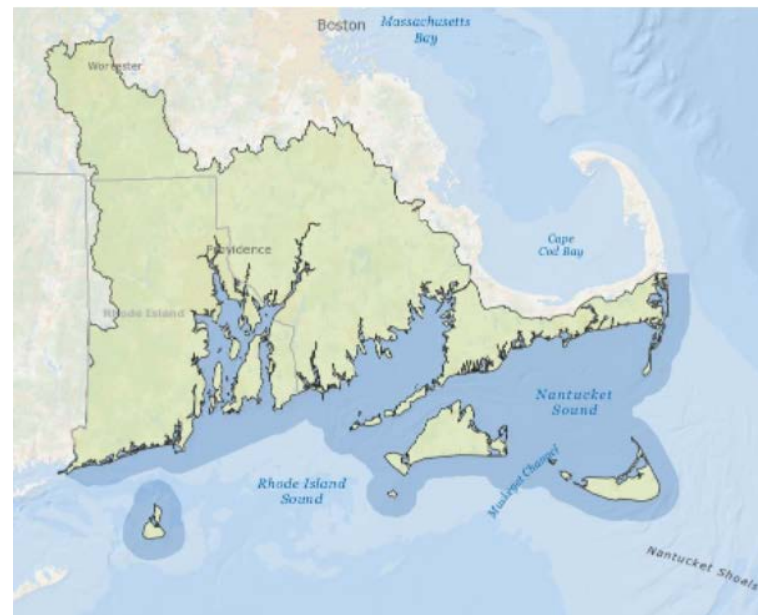 Boston
Massachusetts
Bay
Worcester
Cape
Cod Bay
Providence
Rhode Island
Nantucket
Sound
Rhode Island
Sound
Muskeget Channel
Nantucket Shoals